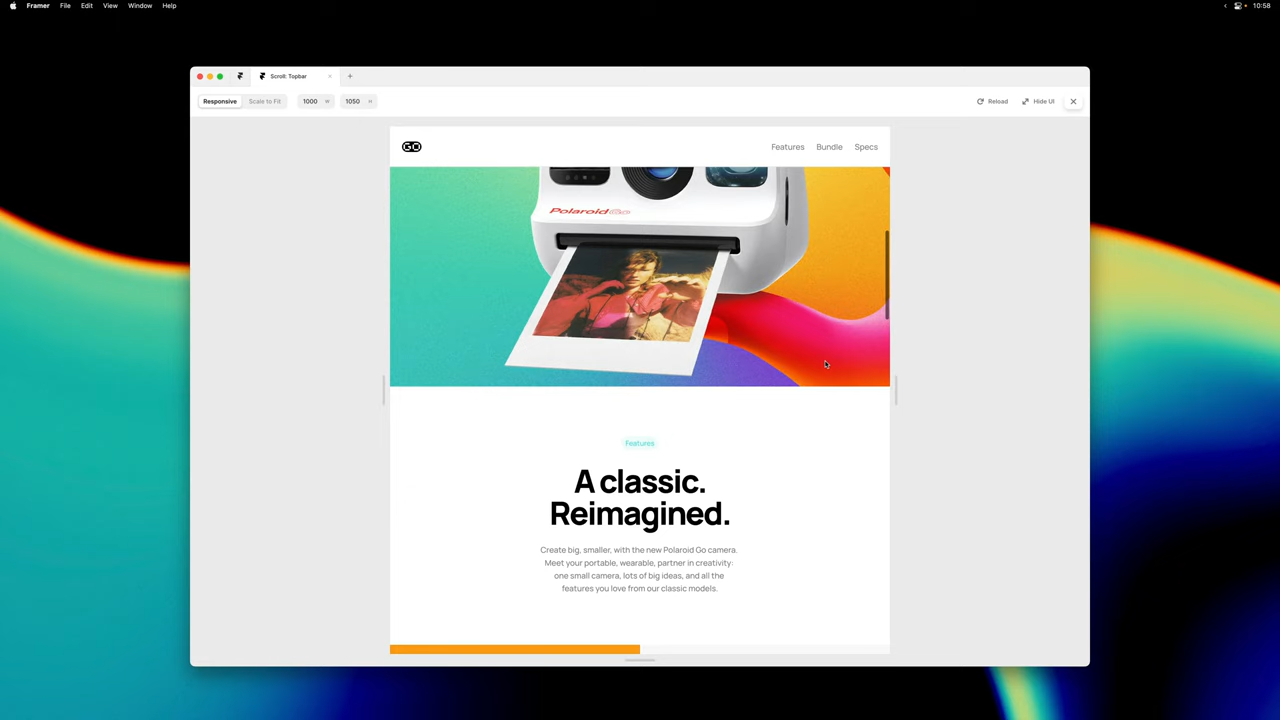 Framer File Edit View Window Help 10:58
Scroll: Topbar
Responsive Scale to Fit 1000 W 1050 H Reload Hide UI
GO Features Bundle Specs
Polaroid Go
Features
A classic.
Reimagined.
Create big, smaller, with the new Polaroid Go camera.
Meet your portable, wearable, partner in creativity:
one small camera, lots of big ideas, and all the
features you love from our classic models.